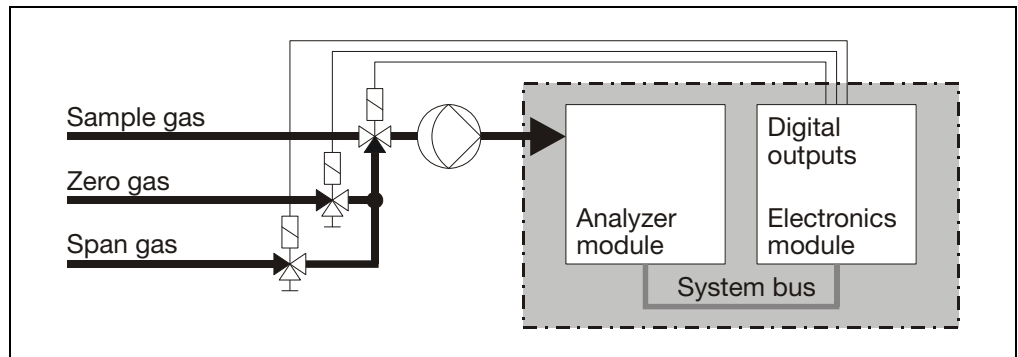 Sample gas
Zero gas
Span gas
Analyzer
module
Digital
outputs
Electronics
module
System bus